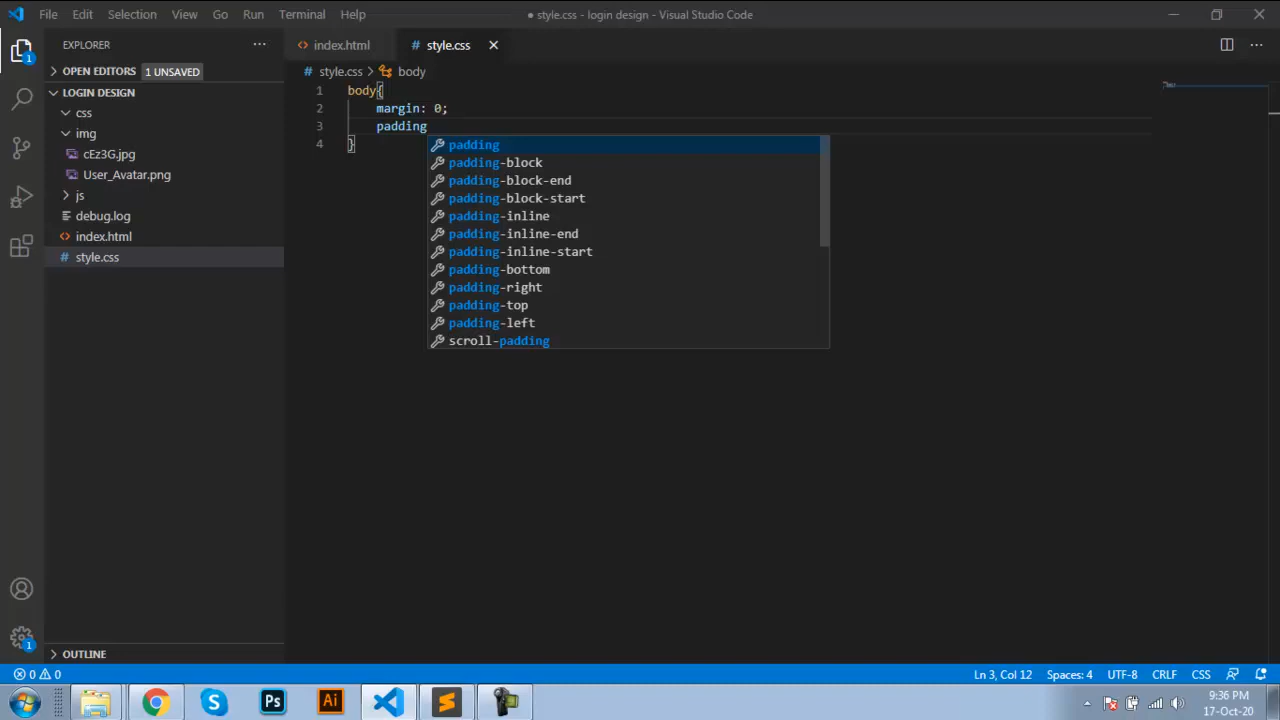 File Edit Selection View Go Run Terminal Help
● style.css - login design - Visual Studio Code
EXPLORER
index.html
style.css
OPEN EDITORS 1 UNSAVED
style.css > body
LOGIN DESIGN
css
img
cEz3G.jpg
User_Avatar.png
js
debug.log
index.html
style.css
1 body{
2 margin: 0;
3 padding
4 }
padding
padding-block
padding-block-end
padding-block-start
padding-inline
padding-inline-end
padding-inline-start
padding-bottom
padding-right
padding-top
padding-left
scroll-padding
1
1
OUTLINE
0 0
Ln 3, Col 12 Spaces: 4 UTF-8 CRLF CSS
S Ps Ai S
9:36 PM
17-Oct-20